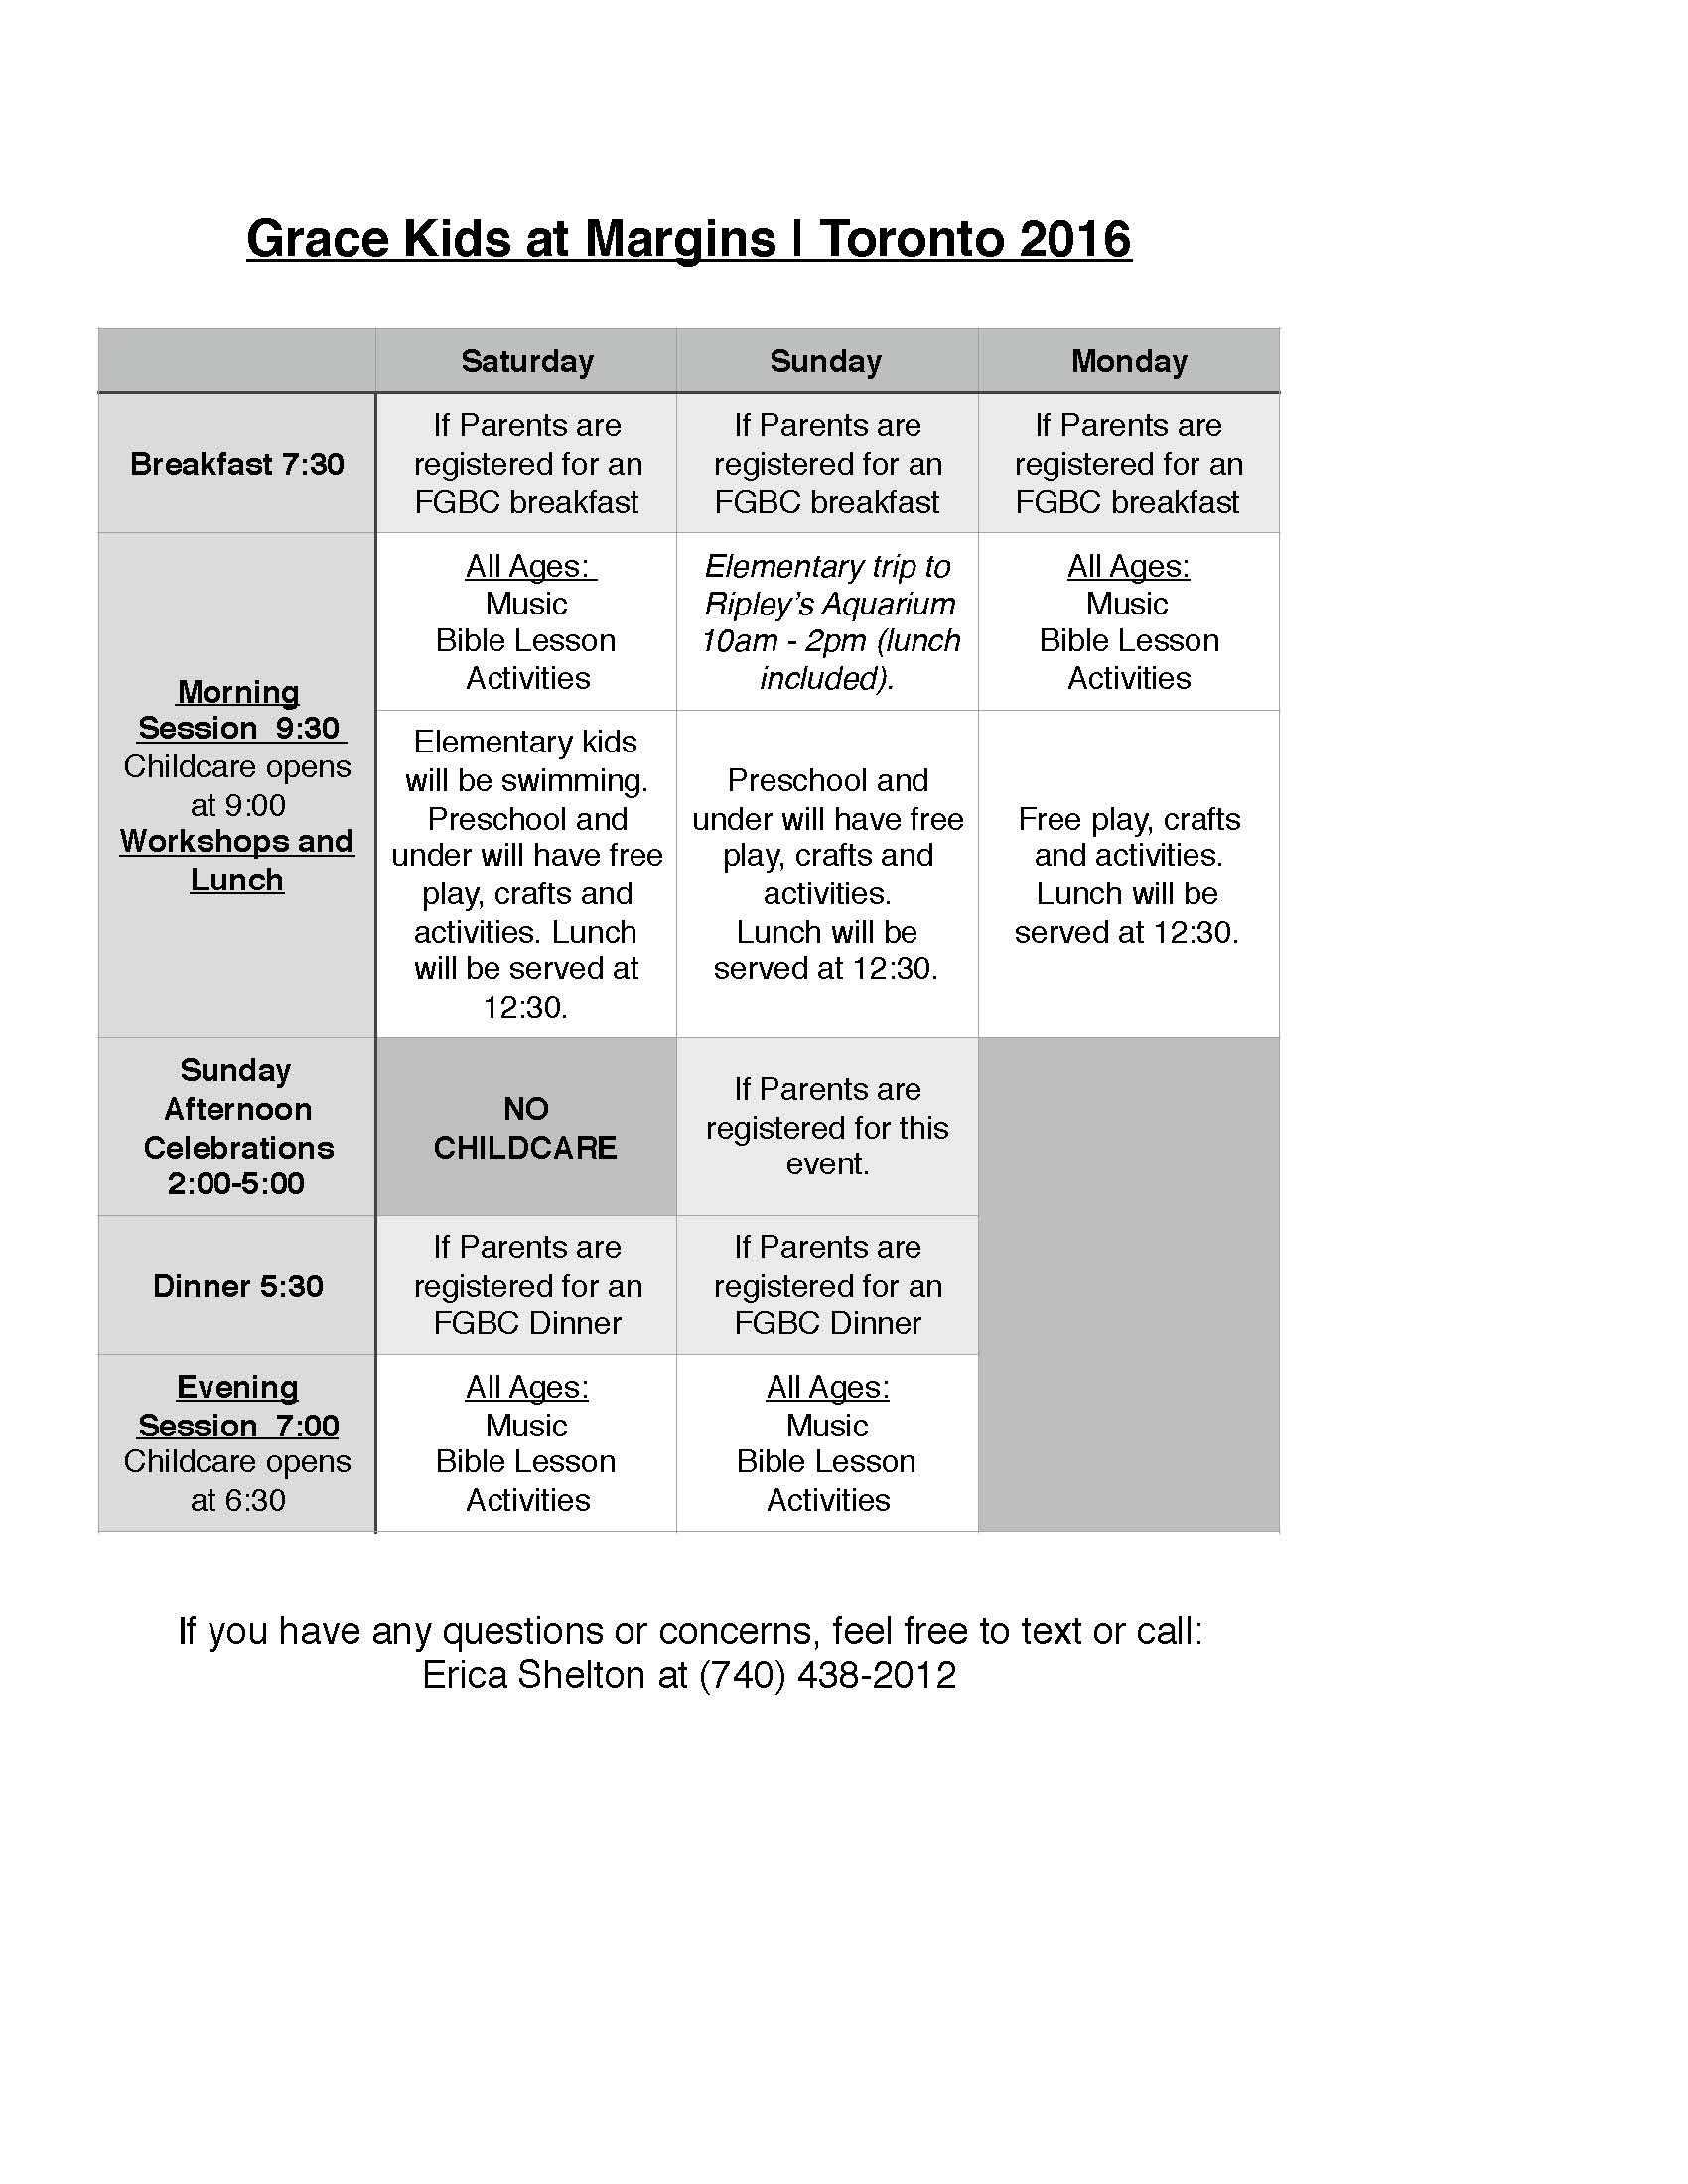 Grace Kids at Margins | Toronto 2016
Saturday
Sunday
Monday
Breakfast 7:30
If Parents are
registered for an
FGBC breakfast
If Parents are
registered for an
FGBC breakfast
If Parents are
registered for an
FGBC breakfast
Morning
Session 9:30
Childcare opens
at 9:00
Workshops and
Lunch
All Ages:
Music
Bible Lesson
Activities
Elementary trip to
Ripley's Aquarium
10am - 2pm (lunch
included).
All Ages:
Music
Bible Lesson
Activities
Elementary kids
will be swimming.
Preschool and
under will have free
play, crafts and
activities. Lunch
will be served at
12:30.
Preschool and
under will have free
play, crafts and
activities.
Lunch will be
served at 12:30.
Free play, crafts
and activities.
Lunch will be
served at 12:30.
Sunday
Afternoon
Celebrations
2:00-5:00
NO
CHILDCARE
If Parents are
registered for this
event.
Dinner 5:30
If Parents are
registered for an
FGBC Dinner
If Parents are
registered for an
FGBC Dinner
Evening
Session 7:00
Childcare opens
at 6:30
All Ages:
Music
Bible Lesson
Activities
All Ages:
Music
Bible Lesson
Activities
If you have any questions or concerns, feel free to text or call:
Erica Shelton at (740) 438-2012